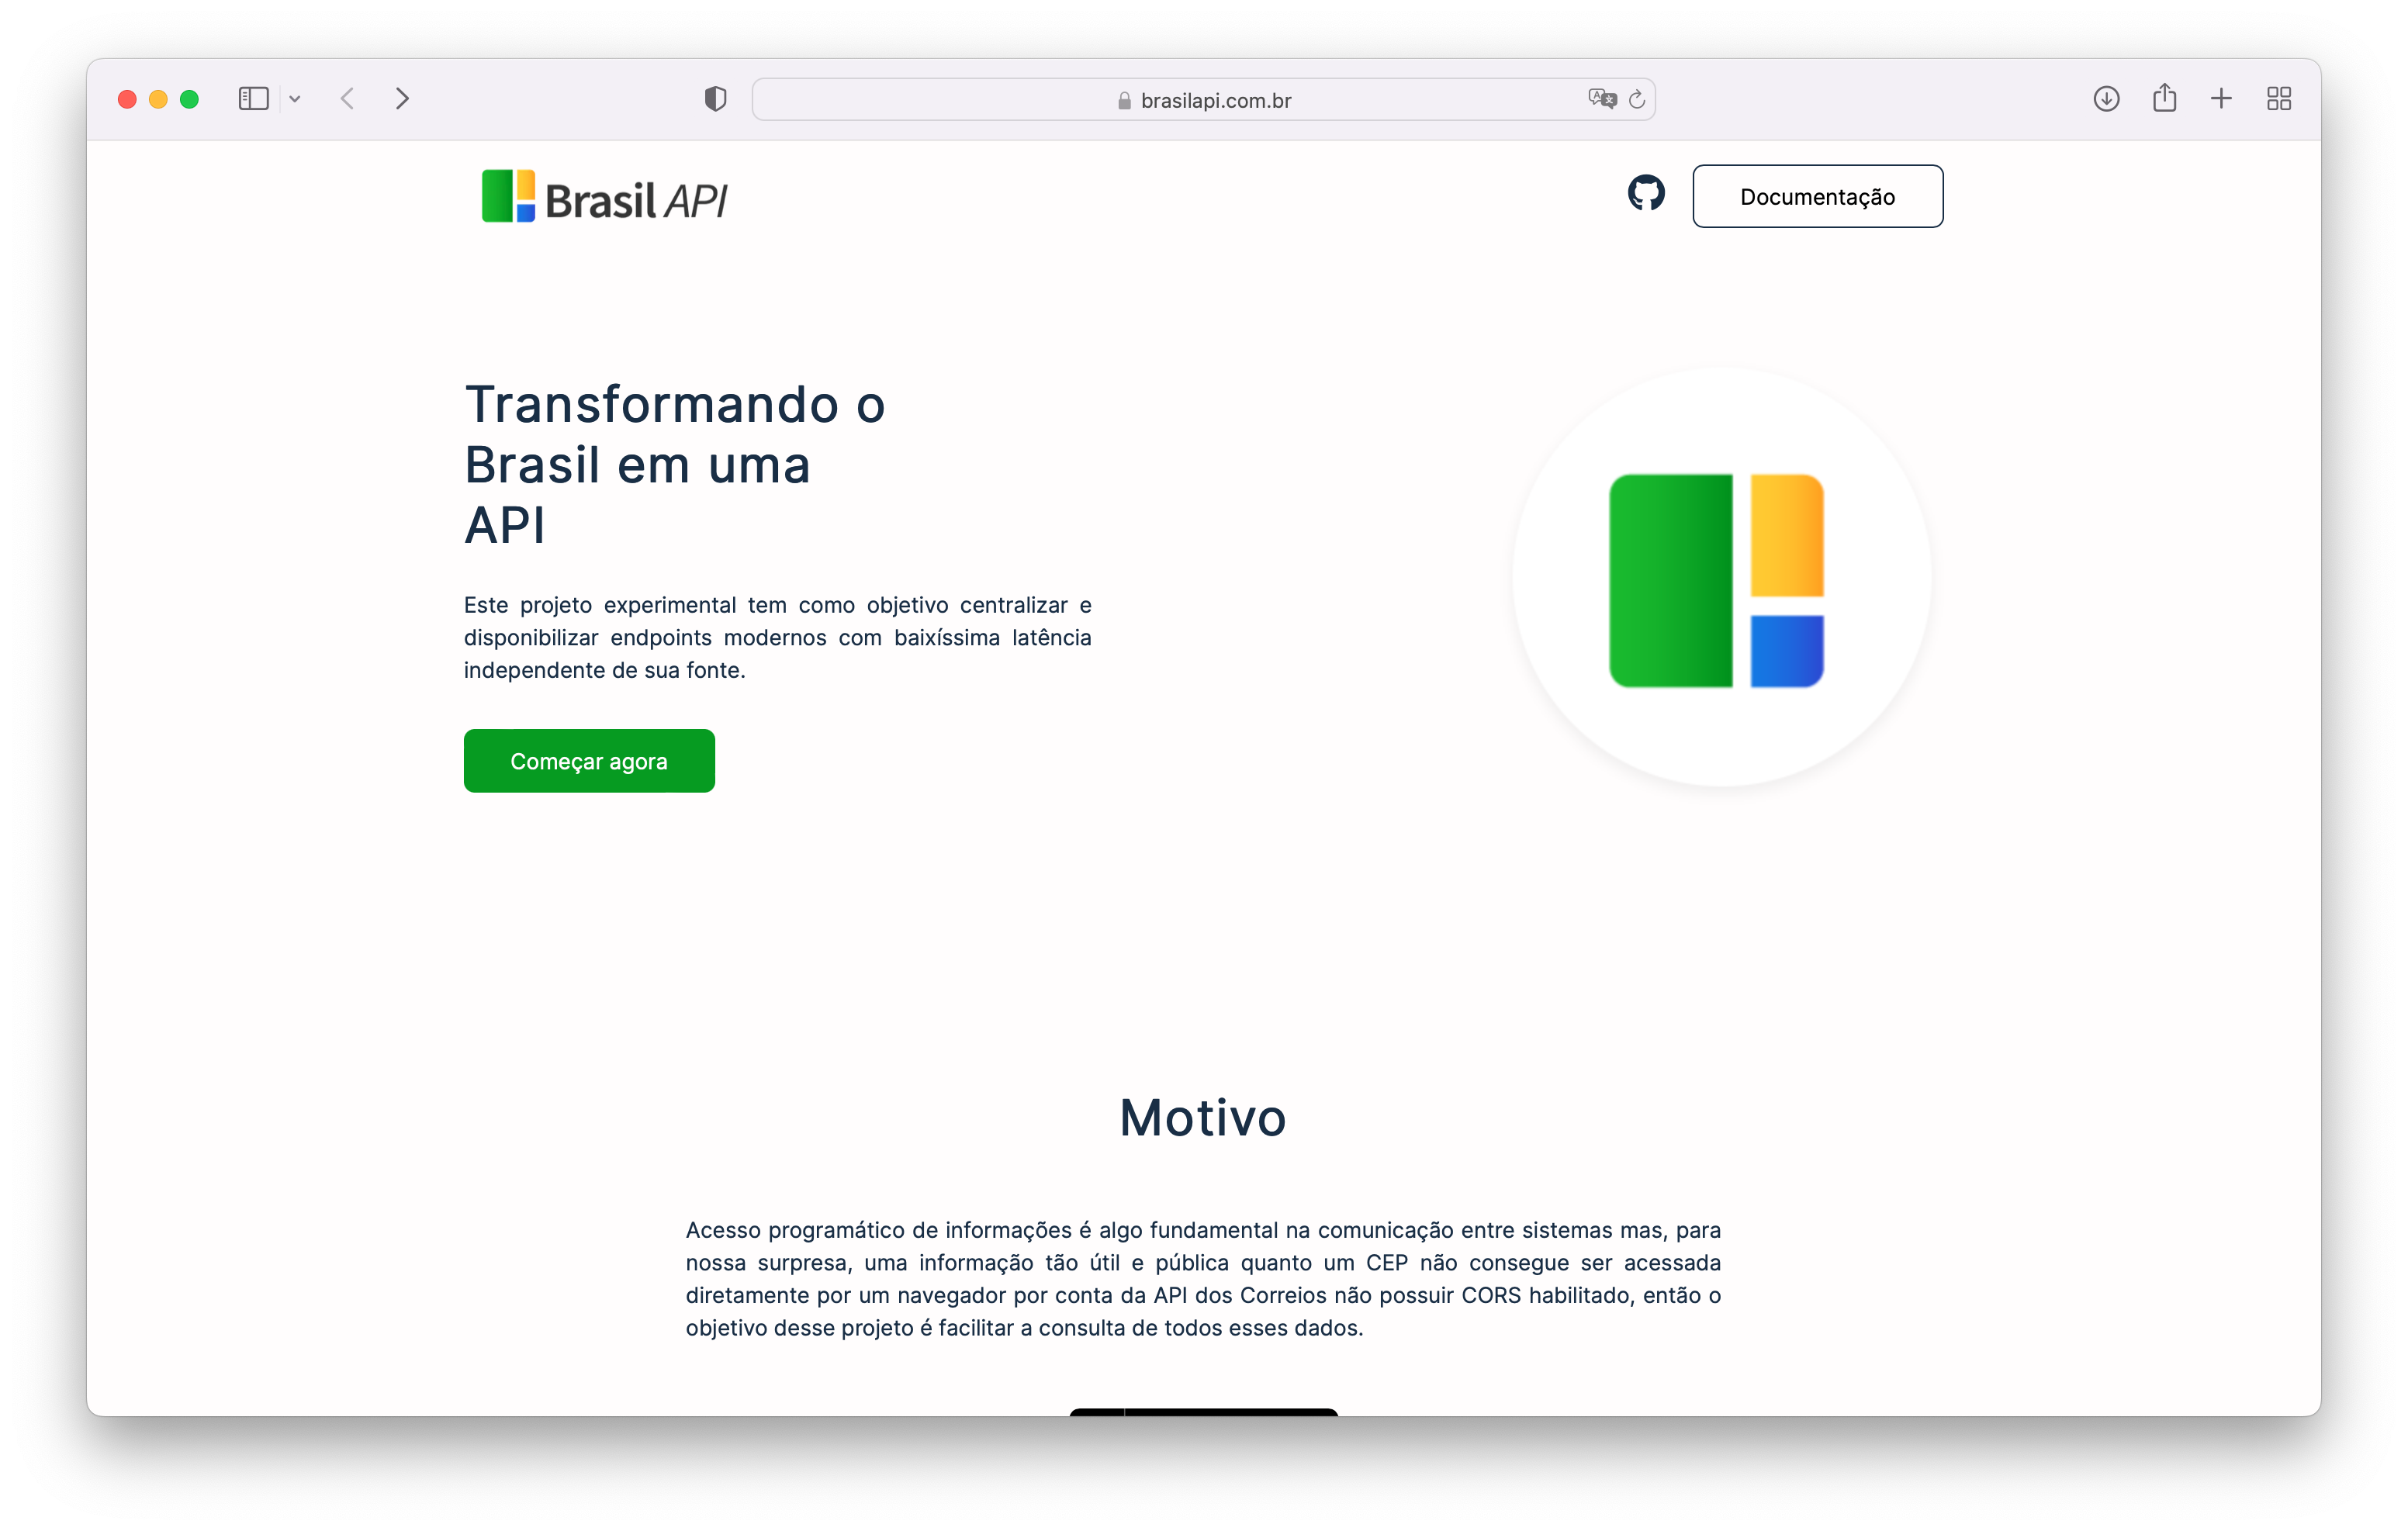 brasilapi.com.br
Brasil API
Documentação
Transformando o
Brasil em uma
API
Este projeto experimental tem como objetivo centralizar e
disponibilizar endpoints modernos com baixíssima latência
independente de sua fonte.
Começar agora
Motivo
Acesso programático de informações é algo fundamental na comunicação entre sistemas mas, para
nossa surpresa, uma informação tão útil e pública quanto um CEP não consegue ser acessada
diretamente por um navegador por conta da API dos Correios não possuir CORS habilitado, então o
objetivo desse projeto é facilitar a consulta de todos esses dados.